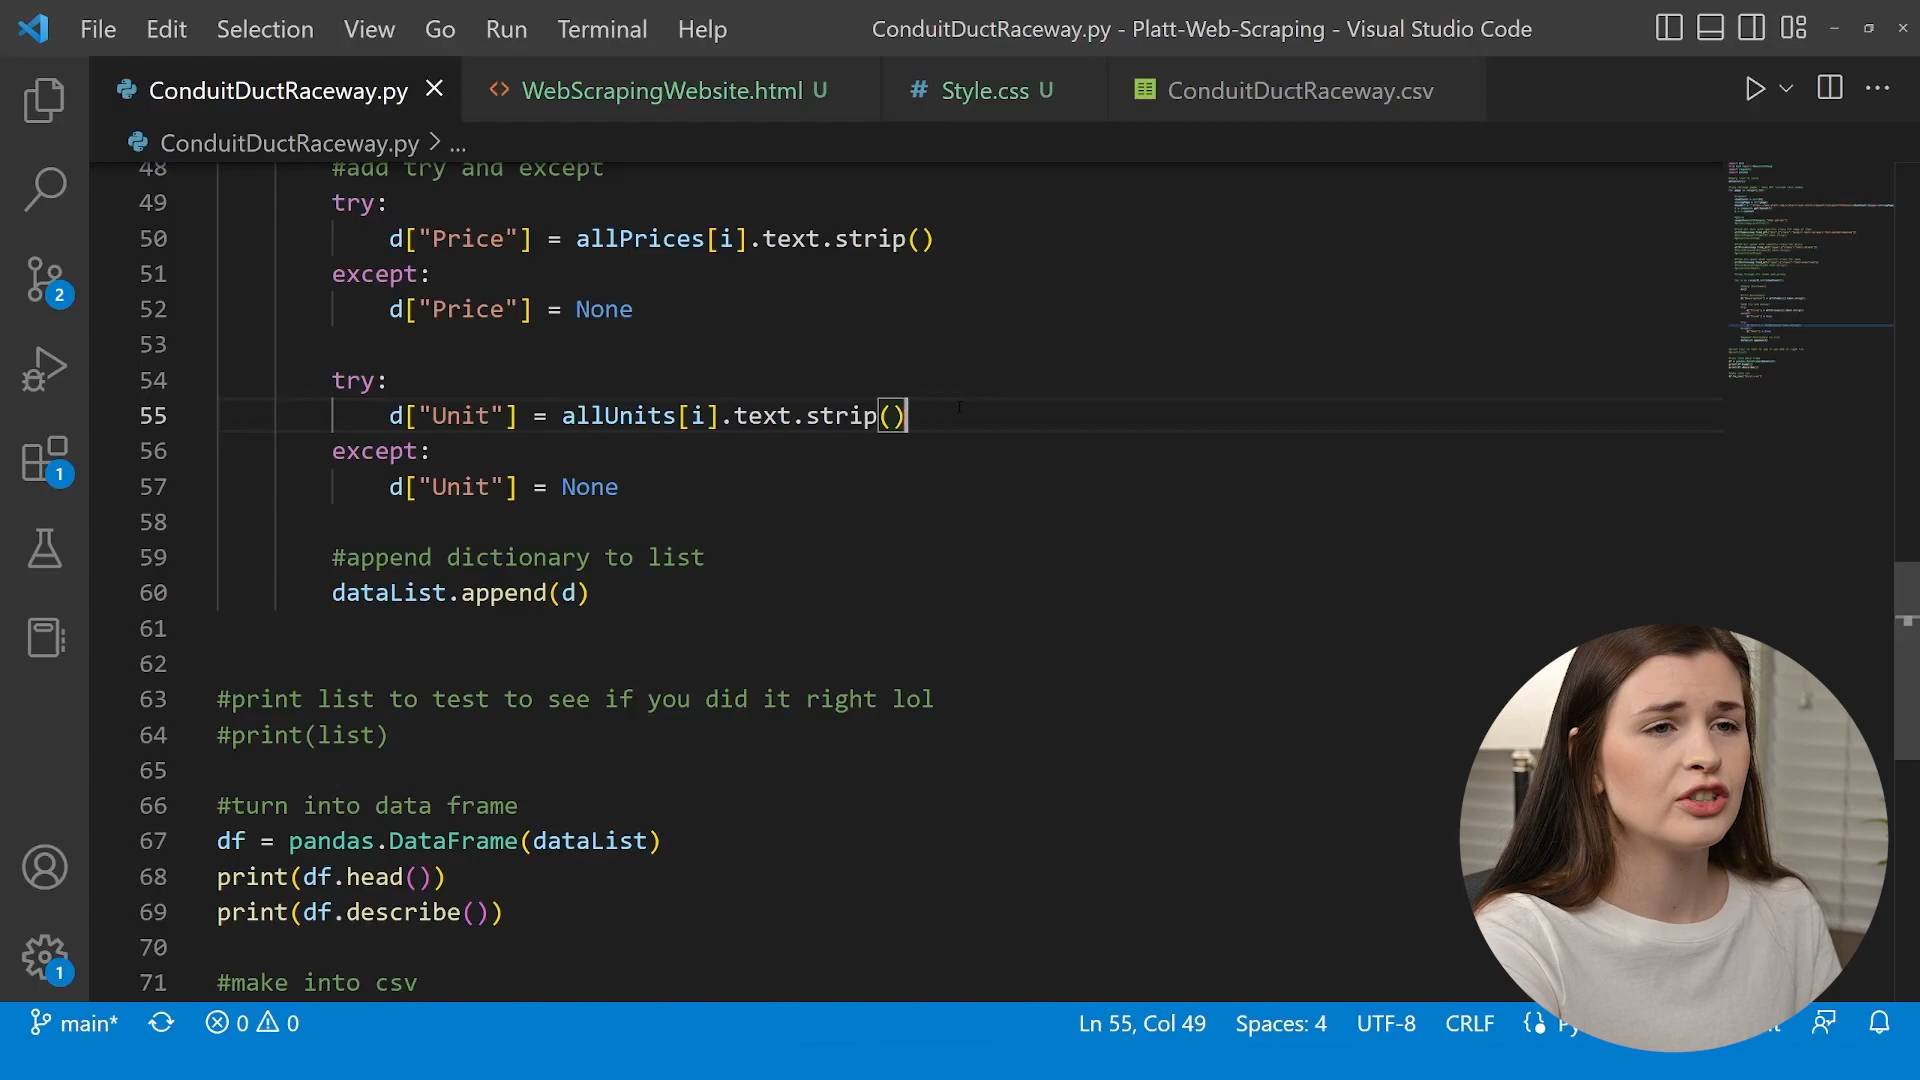 File Edit Selection View Go Run Terminal Help
ConduitDuctRaceway.py - Platt-Web-Scraping - Visual Studio Code
ConduitDuctRaceway.py
WebScrapingWebsite.html U
# Style.css U
ConduitDuctRaceway.csv
ConduitDuctRaceway.py > ...
48 #add try and except
49 try:
50 d["Price"] = allPrices[i].text.strip()
51 except:
52 d["Price"] = None
53
54 try:
55 d["Unit"] = allUnits[i].text.strip()
56 except:
57 d["Unit"] = None
58
59 #append dictionary to list
60 dataList.append(d)
61
62
63 #print list to test to see if you did it right lol
64 #print(list)
65
66 #turn into data frame
67 df = pandas.DataFrame(dataList)
68 print(df.head())
69 print(df.describe())
70
71 #make into csv
2
1
1
main* 0 0 Ln 55, Col 49 Spaces: 4 UTF-8 CRLF